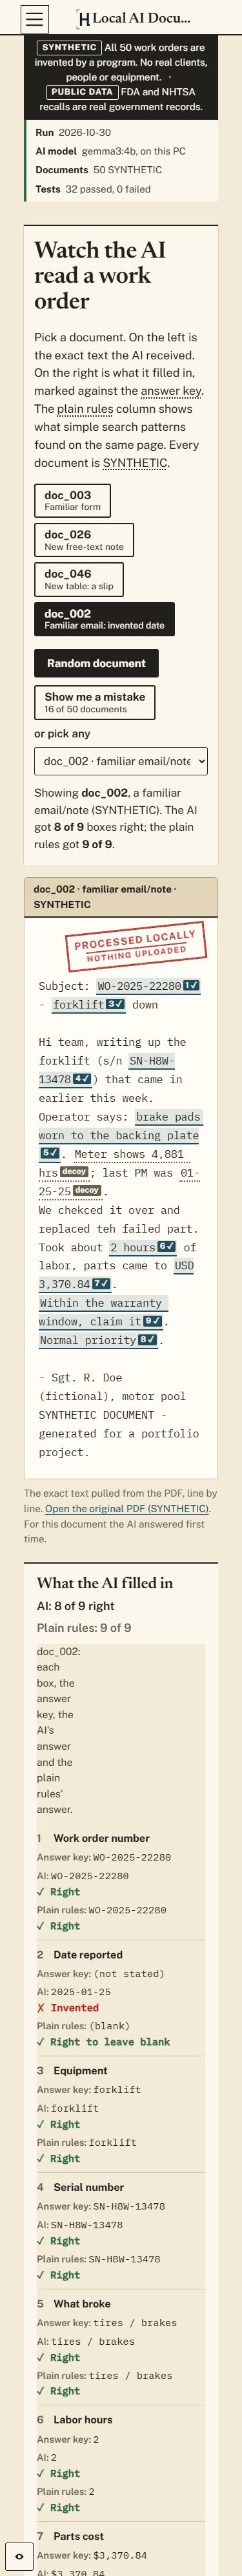 Local AI Docu...
SYNTHETIC All 50 work orders are
invented by a program. No real clients,
people or equipment. ·
PUBLIC DATA FDA and NHTSA
recalls are real government records.
Run 2026-10-30
AI model gemma3:4b, on this PC
Documents 50 SYNTHETIC
Tests 32 passed, 0 failed
Watch the AI
read a work
order
Pick a document. On the left is
the exact text the AI received.
On the right is what it filled in,
marked against the answer key.
The plain rules column shows
what simple search patterns
found on the same page. Every
document is SYNTHETIC.
doc_003
Familiar form
doc_026
New free-text note
doc_046
New table: a slip
doc_002
Familiar email: invented date
Random document
Show me a mistake
16 of 50 documents
or pick any
doc_002 · familiar email/note
Showing doc_002, a familiar
email/note (SYNTHETIC). The AI
got 8 of 9 boxes right; the plain
rules got 9 of 9.
doc_002 · familiar email/note ·
SYNTHETIC
PROCESSED LOCALLY
NOTHING UPLOADED
Subject: WO-2025-22280 1✓
- forklift 3✓ down
Hi team, writing up the
forklift (s/n SN-H8W-
13478 4✓) that came in
earlier this week.
Operator says: brake pads
worn to the backing plate
5✓. Meter shows 4,881
hrs decoy; last PM was 01-
25-25 decoy.
We chekced it over and
replaced teh failed part.
Took about 2 hours 6✓ of
labor, parts came to USD
3,370.84 7✓.
Within the warranty
window, claim it 9✓.
Normal priority 8✓.
- Sgt. R. Doe
(fictional), motor pool
SYNTHETIC DOCUMENT -
generated for a portfolio
project.
The exact text pulled from the PDF, line by
line. Open the original PDF (SYNTHETIC).
For this document the AI answered first
time.
What the AI filled in
AI: 8 of 9 right
Plain rules: 9 of 9
doc_002:
each
box, the
answer
key, the
AI's
answer
and the
plain
rules'
answer.
1 Work order number
Answer key: WO-2025-22280
AI: WO-2025-22280
✓ Right
Plain rules: WO-2025-22280
✓ Right
2 Date reported
Answer key: (not stated)
AI: 2025-01-25
✗ Invented
Plain rules: (blank)
✓ Right to leave blank
3 Equipment
Answer key: forklift
AI: forklift
✓ Right
Plain rules: forklift
✓ Right
4 Serial number
Answer key: SN-H8W-13478
AI: SN-H8W-13478
✓ Right
Plain rules: SN-H8W-13478
✓ Right
5 What broke
Answer key: tires / brakes
AI: tires / brakes
✓ Right
Plain rules: tires / brakes
✓ Right
6 Labor hours
Answer key: 2
AI: 2
✓ Right
Plain rules: 2
✓ Right
7 Parts cost
Answer key: $3,370.84
AI: $3,370.84